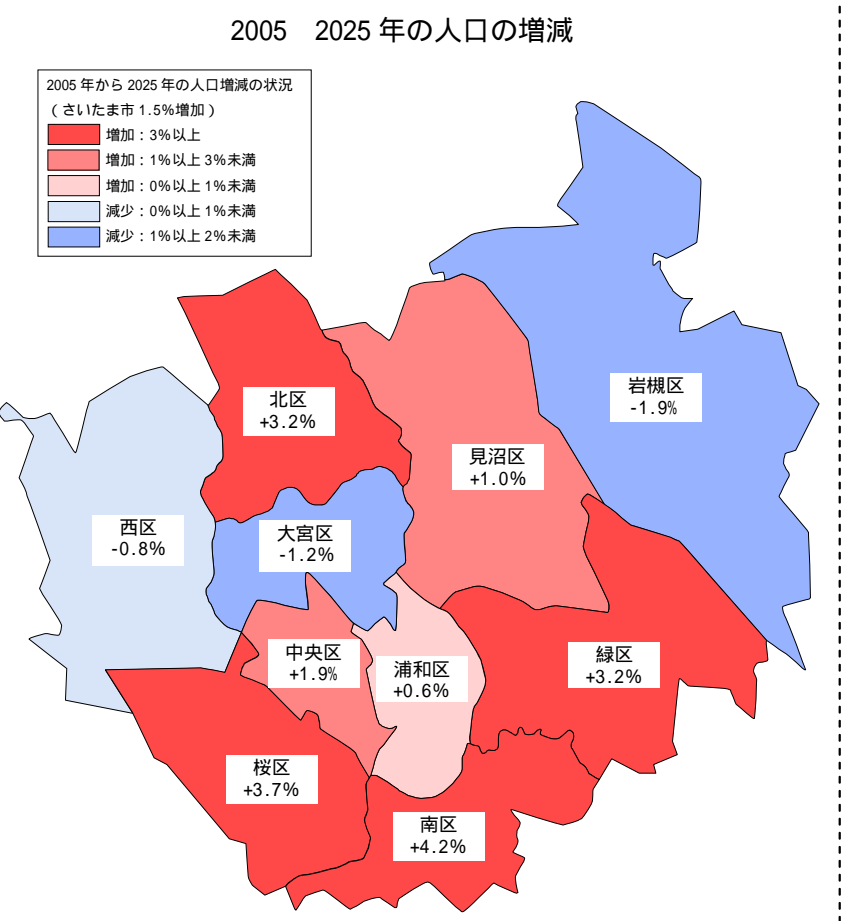 2005 2025 年の人口の増減
2005 年から 2025 年の人口増減の状況
（さいたま市 1.5%増加）
増加：3%以上
増加：1%以上 3%未満
増加：0%以上 1%未満
減少：0%以上 1%未満
減少：1%以上 2%未満
岩槻区
-1.9%
北区
+3.2%
見沼区
+1.0%
西区
-0.8%
大宮区
-1.2%
中央区
+1.9%
浦和区
+0.6%
緑区
+3.2%
桜区
+3.7%
南区
+4.2%